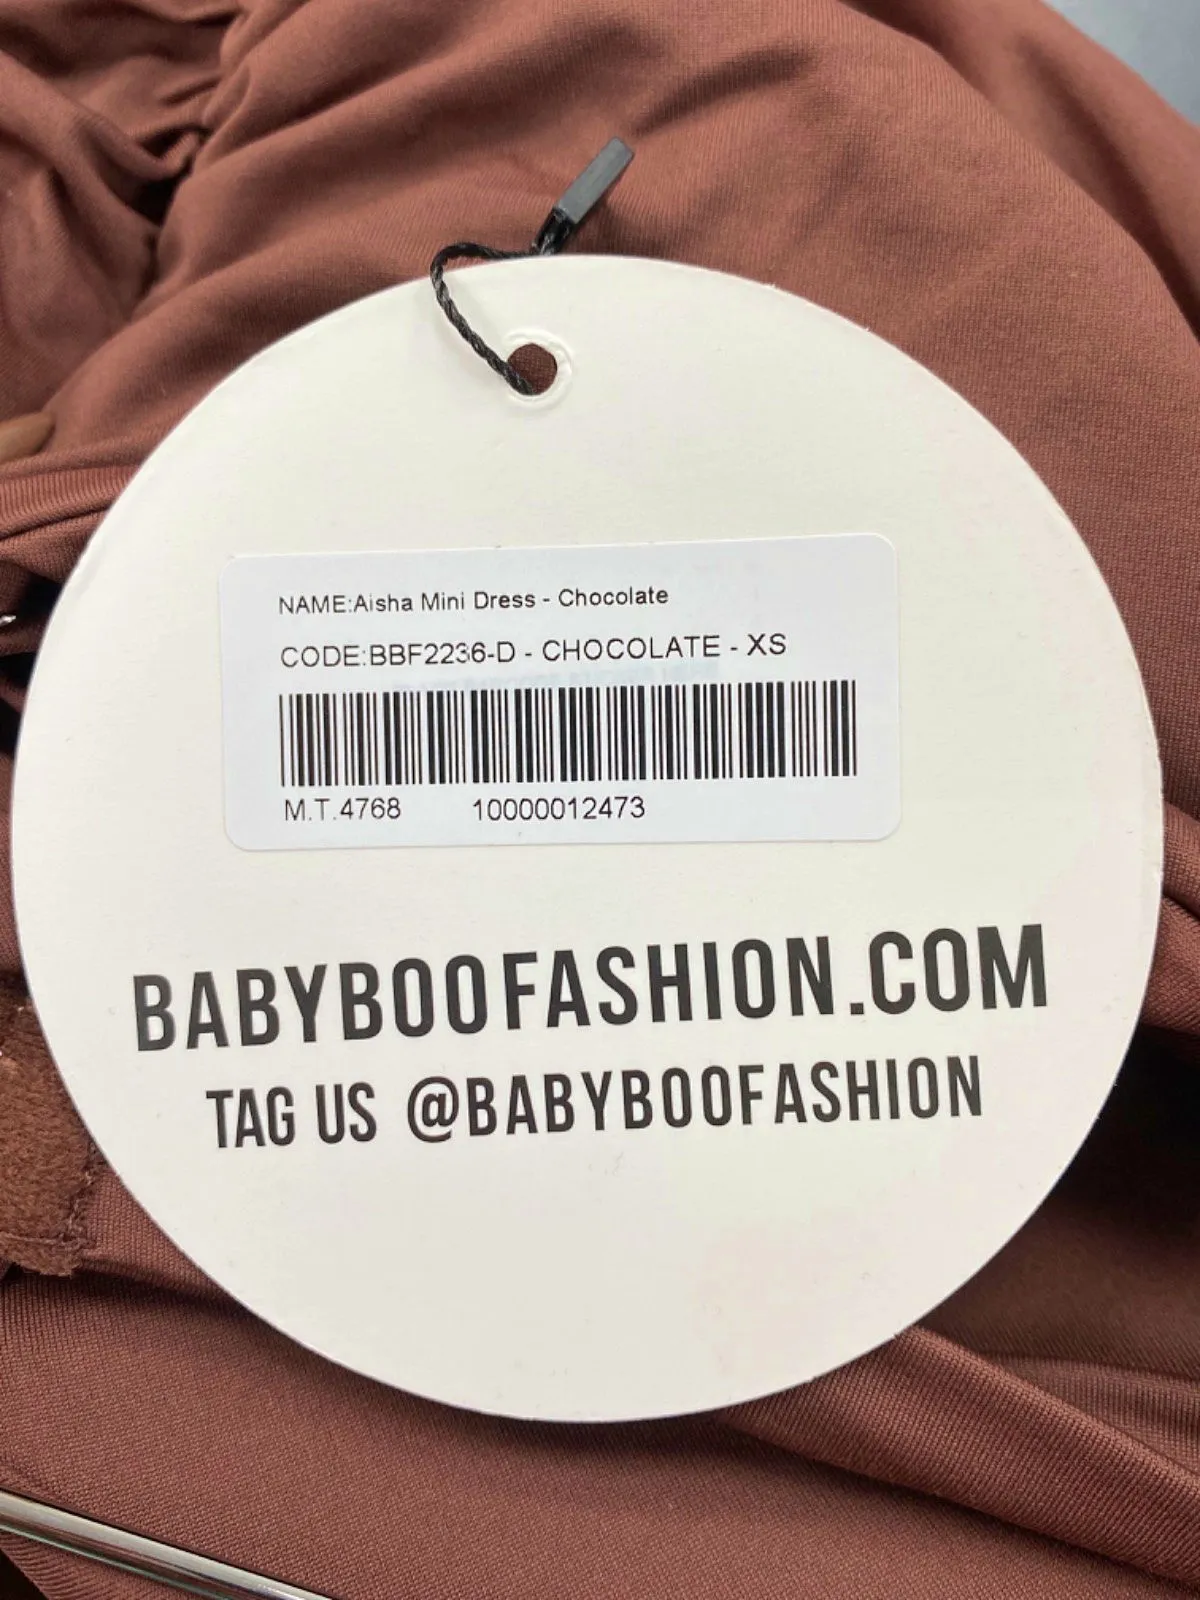 NAME:Aisha Mini Dress - Chocolate
CODE:BBF2236-D - CHOCOLATE - XS
M.T.4768 10000012473
BABYBOOFASHION.COM
TAG US @BABYBOOFASHION